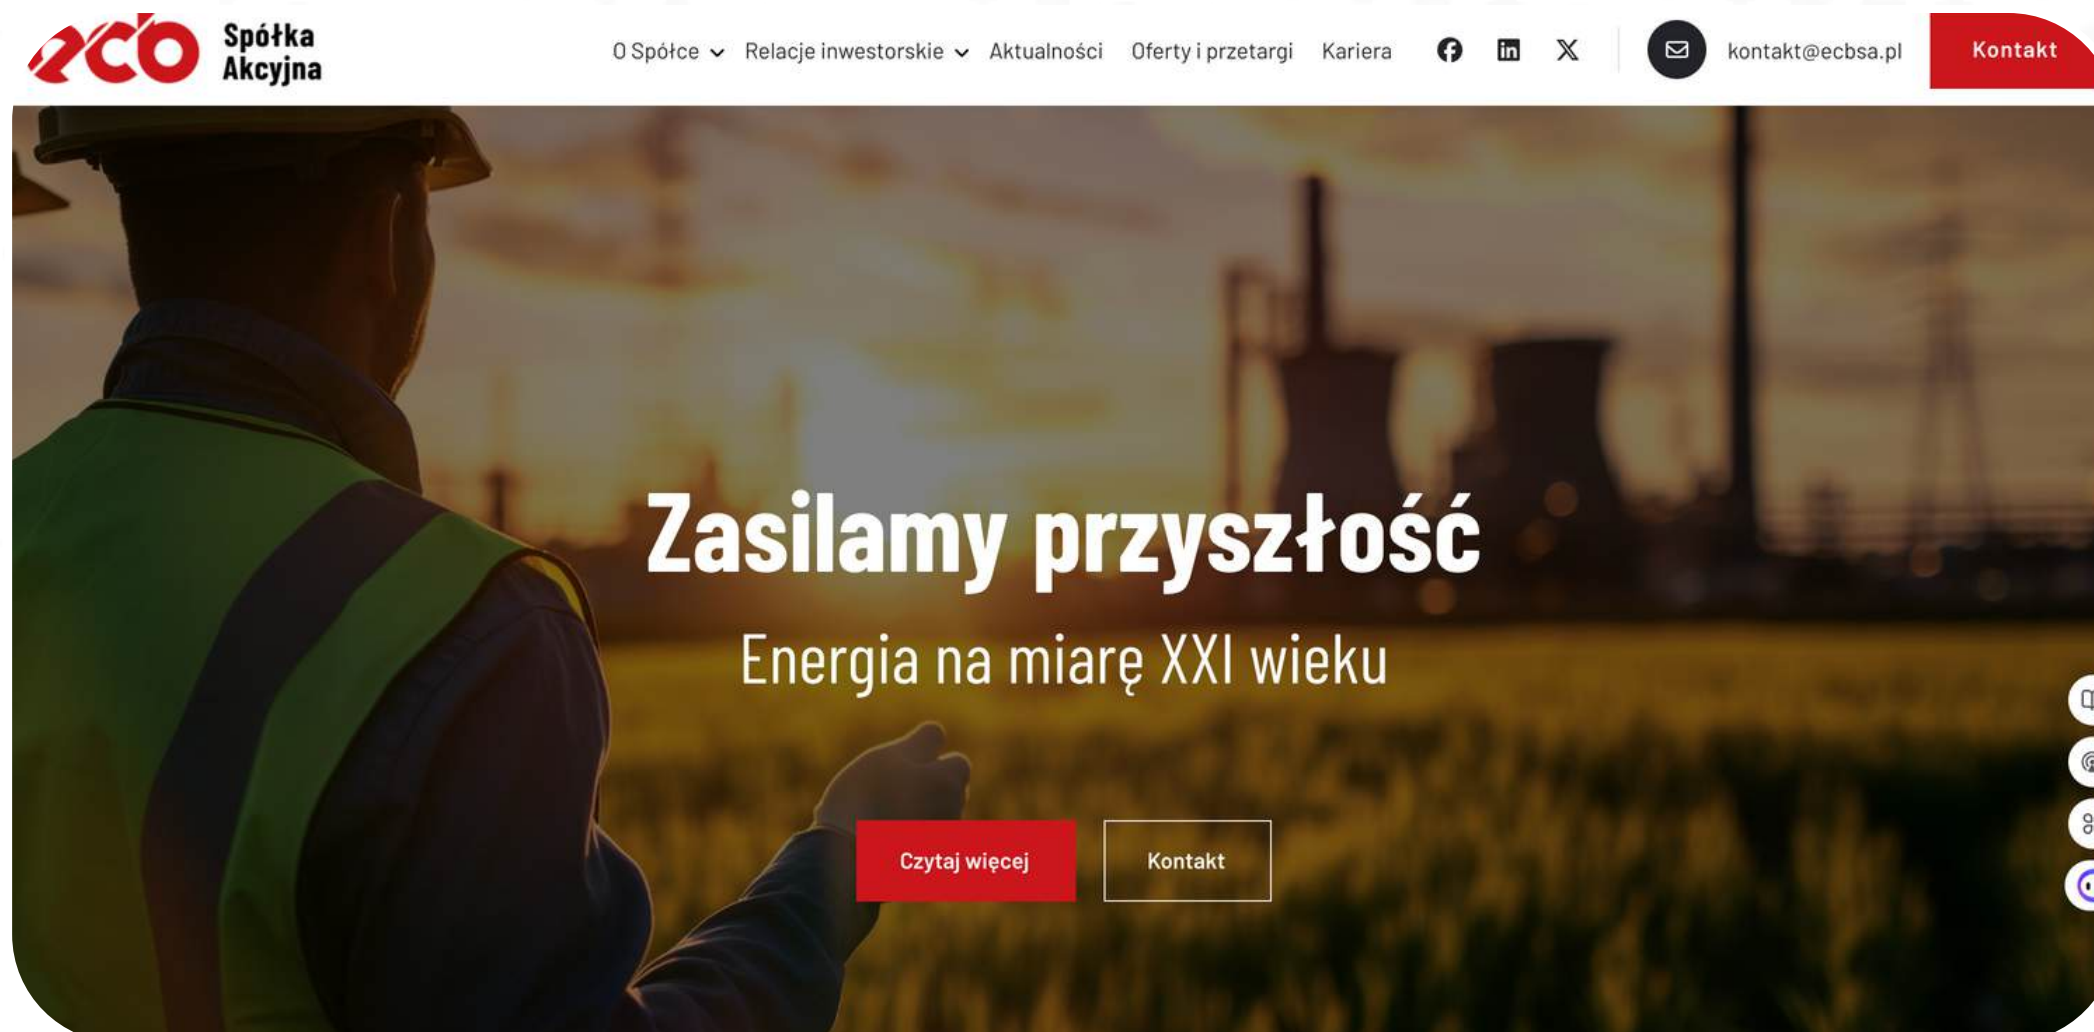 ecb
Spółka
Akcyjna
O Spółce
Relacje inwestorskie
Aktualności
Oferty i przetargi
Kariera
kontakt@ecbsa.pl
Kontakt
Zasilamy przyszłość
Energia na miarę XXI wieku
Czytaj więcej
Kontakt